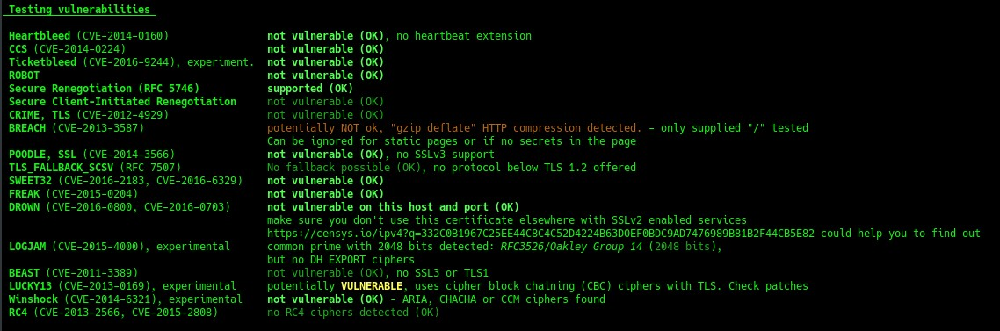 Testing vulnerabilities
Heartbleed (CVE-2014-0160) not vulnerable (OK), no heartbeat extension
CCS (CVE-2014-0224) not vulnerable (OK)
Ticketbleed (CVE-2016-9244), experiment. not vulnerable (OK)
ROBOT not vulnerable (OK)
Secure Renegotiation (RFC 5746) supported (OK)
Secure Client-Initiated Renegotiation not vulnerable (OK)
CRIME, TLS (CVE-2012-4929) not vulnerable (OK)
BREACH (CVE-2013-3587) potentially NOT ok, "gzip deflate" HTTP compression detected. - only supplied "/" tested
Can be ignored for static pages or if no secrets in the page
POODLE, SSL (CVE-2014-3566) not vulnerable (OK), no SSLv3 support
TLS_FALLBACK_SCSV (RFC 7507) No fallback possible (OK), no protocol below TLS 1.2 offered
SWEET32 (CVE-2016-2183, CVE-2016-6329) not vulnerable (OK)
FREAK (CVE-2015-0204) not vulnerable (OK)
DROWN (CVE-2016-0800, CVE-2016-0703) not vulnerable on this host and port (OK)
make sure you don't use this certificate elsewhere with SSLv2 enabled services
https://censys.io/ipv4?q=332C0B1967C25EE44C8C4C52D4224B63D0EF0BDC9AD7476989B81B2F44CB5E82 could help you to find out
LOGJAM (CVE-2015-4000), experimental common prime with 2048 bits detected: RFC3526/Oakley Group 14 (2048 bits),
but no DH EXPORT ciphers
BEAST (CVE-2011-3389) not vulnerable (OK), no SSL3 or TLS1
LUCKY13 (CVE-2013-0169), experimental potentially VULNERABLE, uses cipher block chaining (CBC) ciphers with TLS. Check patches
Winshock (CVE-2014-6321), experimental not vulnerable (OK) - ARIA, CHACHA or CCM ciphers found
RC4 (CVE-2013-2566, CVE-2015-2808) no RC4 ciphers detected (OK)